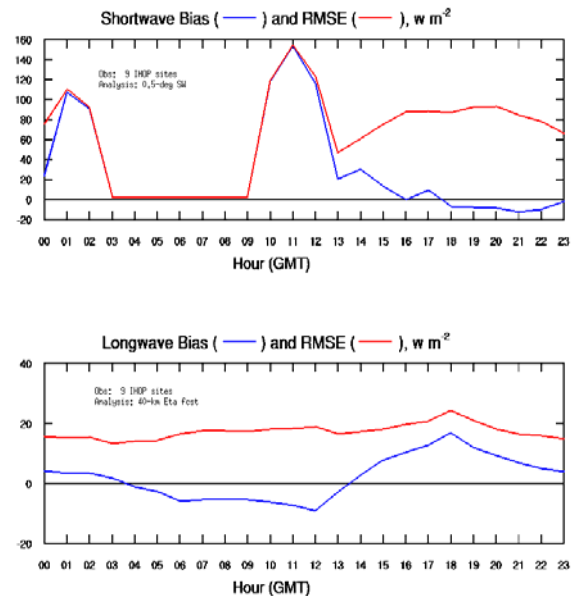 Shortwave Bias ( —— ) and RMSE ( —— ), w m-2
160
140
120
100
80
60
40
20
0
-20
Obs: 9 IHOP sites
Analysis: 0.5-deg SW
00 01 02 03 04 05 06 07 08 09 10 11 12 13 14 15 16 17 18 19 20 21 22 23
Hour (GMT)
Longwave Bias ( —— ) and RMSE ( —— ), w m-2
40
20
0
-20
Obs: 9 IHOP sites
Analysis: 40-km Eta fcst
00 01 02 03 04 05 06 07 08 09 10 11 12 13 14 15 16 17 18 19 20 21 22 23
Hour (GMT)